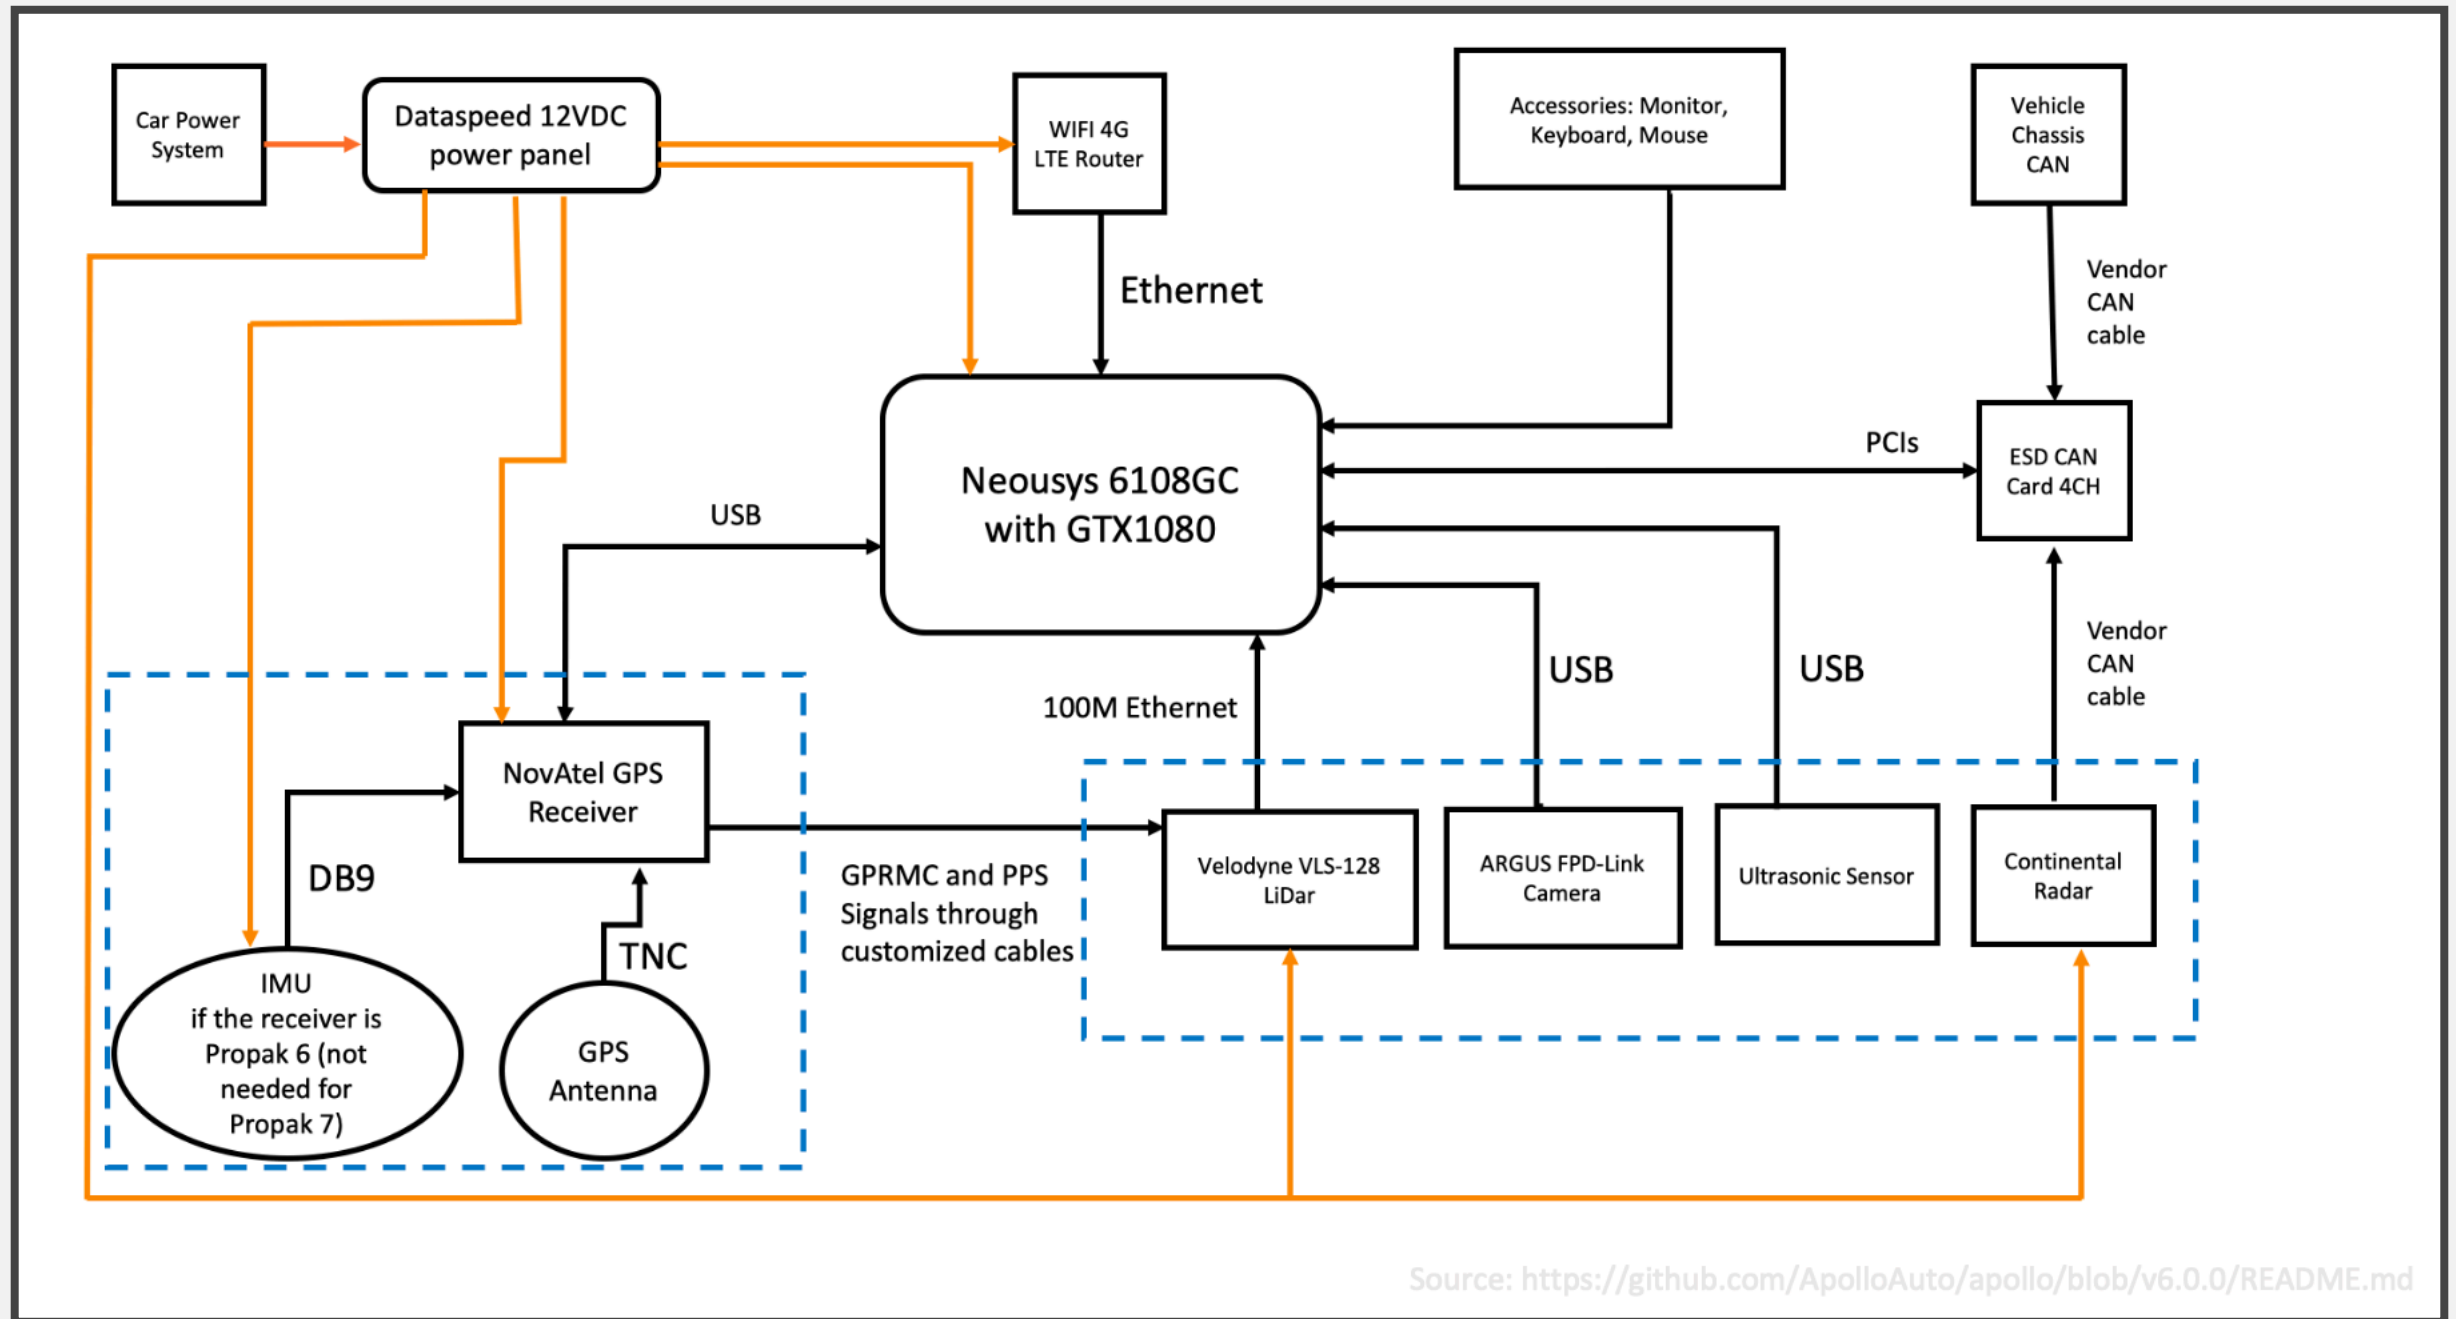 Car Power
System
Dataspeed 12VDC
power panel
WIFI 4G
LTE Router
Accessories: Monitor,
Keyboard, Mouse
Vehicle
Chassis
CAN
Ethernet
Vendor
CAN
cable
Neousys 6108GC
with GTX1080
PCIs
ESD CAN
Card 4CH
USB
100M Ethernet
USB
USB
Vendor
CAN
cable
NovAtel GPS
Receiver
DB9
TNC
GPRMC and PPS
Signals through
customized cables
Velodyne VLS-128
LiDar
ARGUS FPD-Link
Camera
Ultrasonic Sensor
Continental
Radar
IMU
if the receiver is
Propak 6 (not
needed for
Propak 7)
GPS
Antenna
Source: https://github.com/ApolloAuto/apollo/blob/v6.0.0/README.md